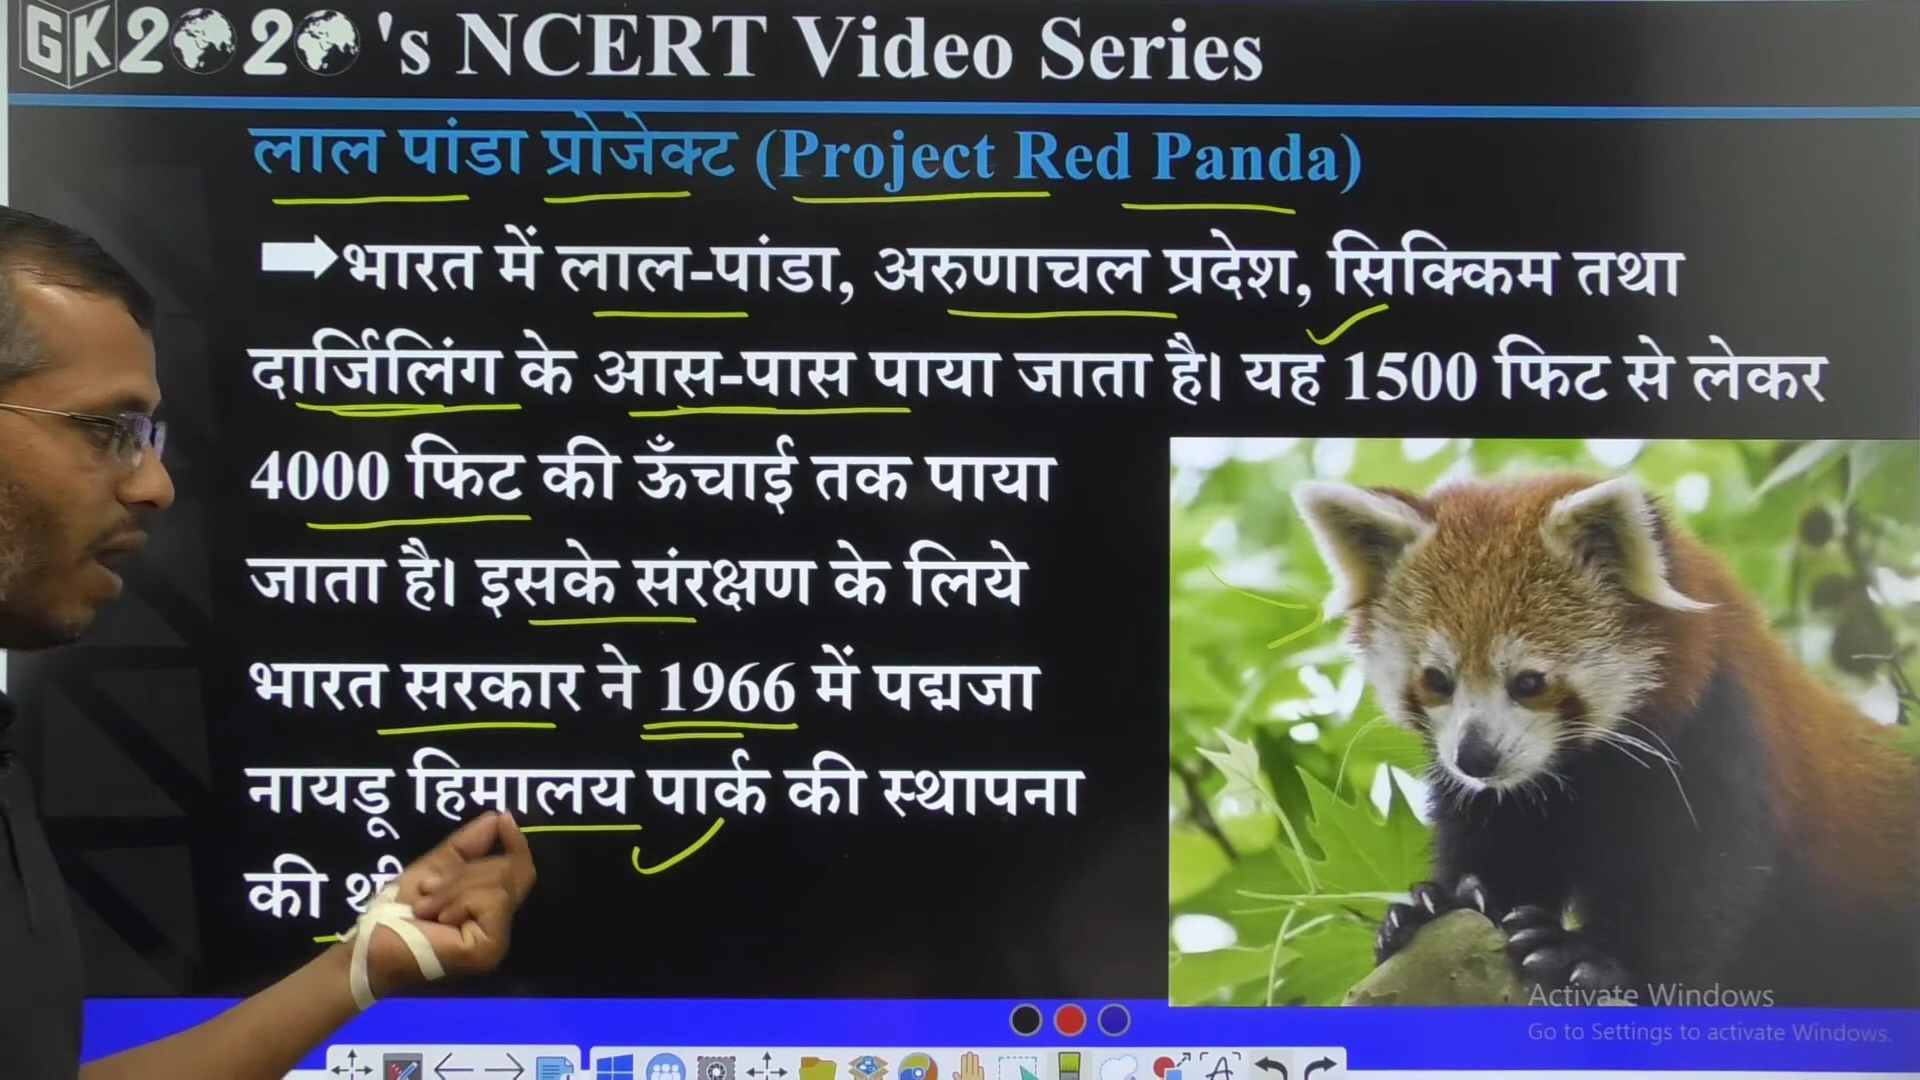 GK2020's NCERT Video Series
लाल पांडा प्रोजेक्ट (Project Red Panda)
भारत में लाल-पांडा, अरुणाचल प्रदेश, सिक्किम तथा
दार्जिलिंग के आस-पास पाया जाता है। यह 1500 फिट से लेकर
4000 फिट की ऊँचाई तक पाया
जाता है। इसके संरक्षण के लिये
भारत सरकार ने 1966 में पद्मजा
नायडू हिमालय पार्क की स्थापना
की
Activate Windows
Go to Settings to activate Windows.